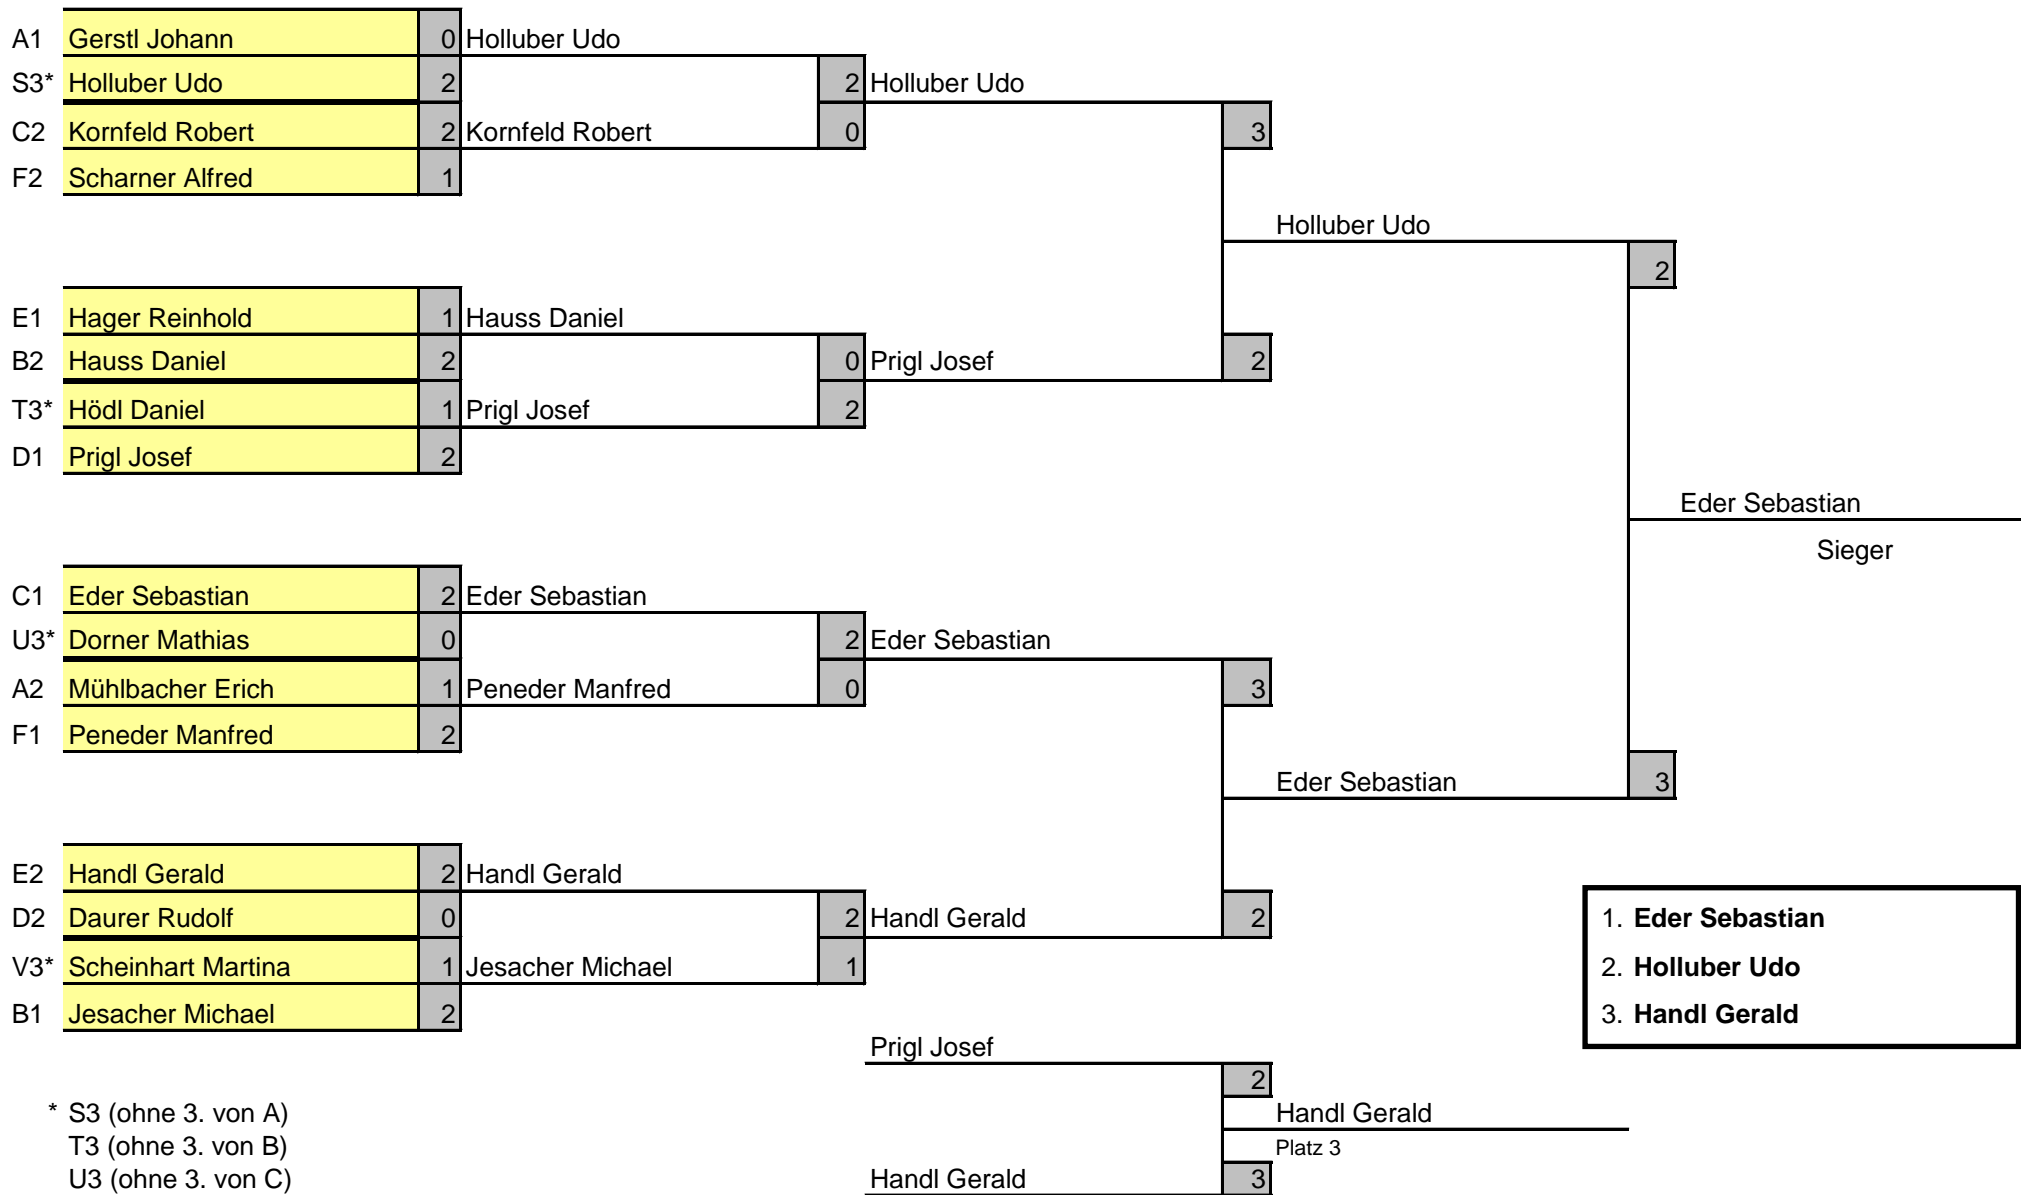 A1 Gerstl Johann 0 Holluber Udo
S3* Holluber Udo 2 2 Holluber Udo
C2 Kornfeld Robert 2 Kornfeld Robert 0 3
F2 Scharner Alfred 1
Holluber Udo
2
E1 Hager Reinhold 1 Hauss Daniel
B2 Hauss Daniel 2 0 Prigl Josef 2
T3* Hödl Daniel 1 Prigl Josef 2
D1 Prigl Josef 2
Eder Sebastian
Sieger
C1 Eder Sebastian 2 Eder Sebastian
U3* Dorner Mathias 0 2 Eder Sebastian
A2 Mühlbacher Erich 1 Peneder Manfred 0 3
F1 Peneder Manfred 2
Eder Sebastian 3
E2 Handl Gerald 2 Handl Gerald
D2 Daurer Rudolf 0 2 Handl Gerald 2 1. Eder Sebastian
V3* Scheinhart Martina 1 Jesacher Michael 1 2. Holluber Udo
B1 Jesacher Michael 2 3. Handl Gerald
Prigl Josef
2
* S3 (ohne 3. von A) Handl Gerald
T3 (ohne 3. von B) Platz 3
U3 (ohne 3. von C) Handl Gerald 3